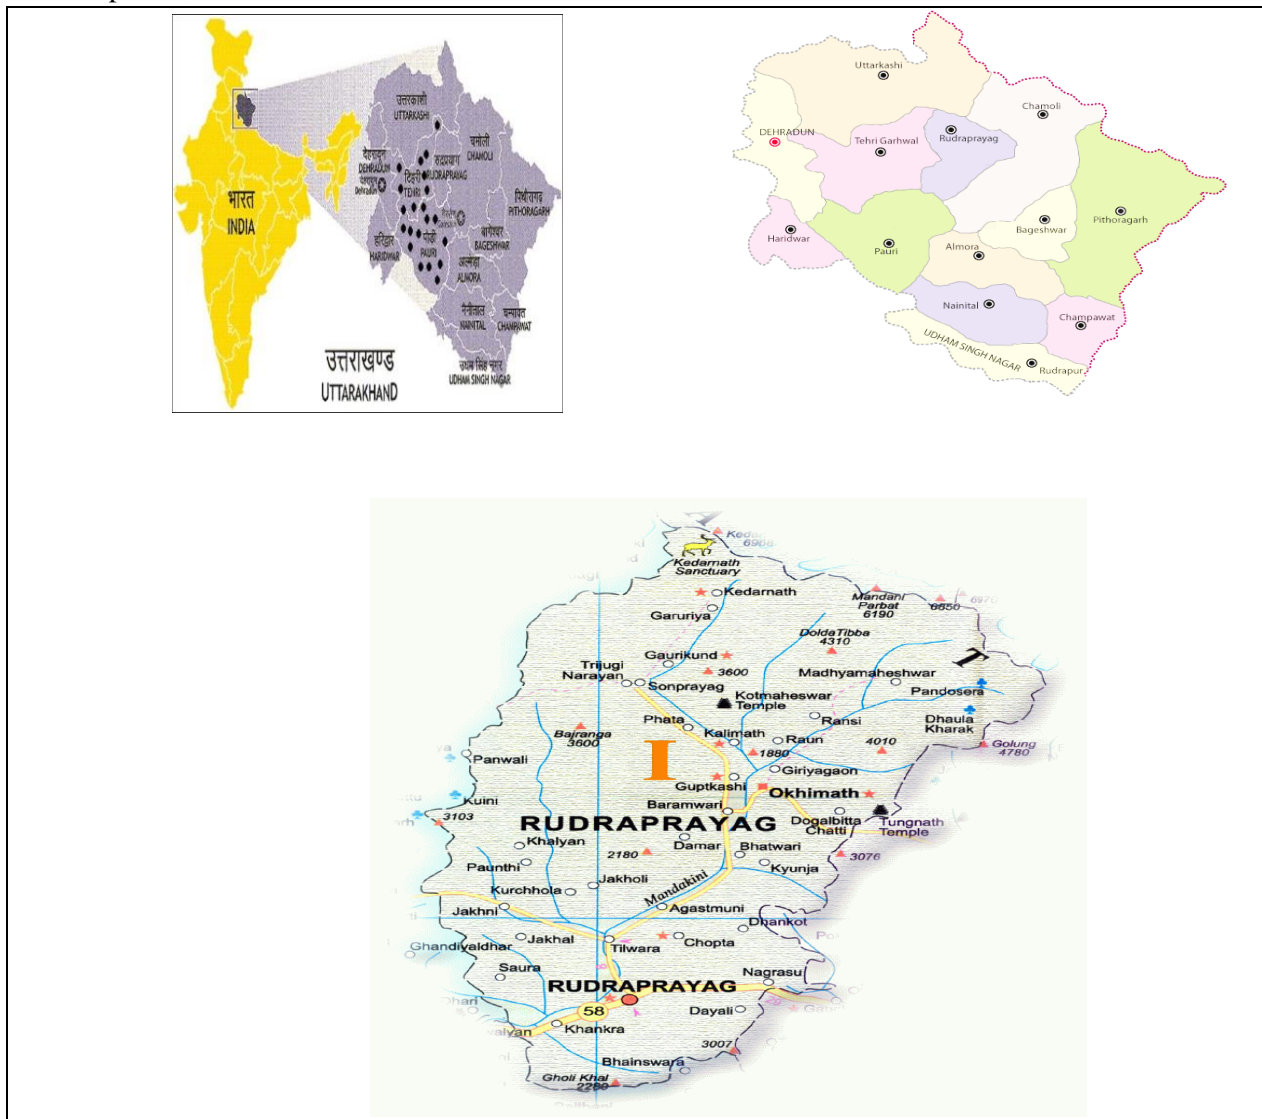 भारत
INDIA
उत्तरकाशी
UTTARKASHI
चमोली
CHAMOLI
देहरादून
DEHRADUN
Dehradun
रुद्रप्रयाग
RUDRAPRAYAG
टिहरी
TEHRI
पिथौरागढ़
PITHORAGARH
हरिद्वार
HARIDWAR
पौड़ी
PAURI
बागेश्वर
BAGESHWAR
अल्मोड़ा
ALMORA
नैनीताल
NAINITAL
चम्पावत
CHAMPAWAT
उधम सिंह नगर
UDHAM SINGH NAGAR
उत्तराखण्ड
UTTARAKHAND
Uttarkashi
Chamoli
DEHRADUN
Tehri Garhwal
Rudraprayag
Pithoragarh
Haridwar
Pauri
Bageshwar
Almora
Nainital
Champawat
UDHAM SINGH NAGAR
Rudrapur
Kedarnath
Sanctuary
Kedarnath
Garuriya
Mandani
Parbat
6190
6650
6970
DoldaTibba
4310
Gaurikund
3600
Trijugi
Narayan
Sonprayag
Madhyamaheshwar
Pandosera
T
Kotmaheswar
Temple
Phata
Ransi
Dhaula
Kharak
Bajranga
3600
Kalimath
Raun
1880
4010
Golung
4780
Panwali
I
Giriyagaon
Guptkashi
Okhimath
Kuini
3103
Baramwari
Dogalbitta
Chatti
Tungnath
Temple
RUDRAPRAYAG
Khalyan
2180
Damar
Bhatwari
3076
Paunthi
Kyunja
Kurchhola
Jakholi
Mandakini
Jakhni
Agastmuni
Dhankot
Ghandiyaldhar
Jakhal
Tilwara
Chopta
Saura
Nagrasu
RUDRAPRAYAG
58
Dayali
Khankra
3007
Bhainswara
Gholi Khal
2280